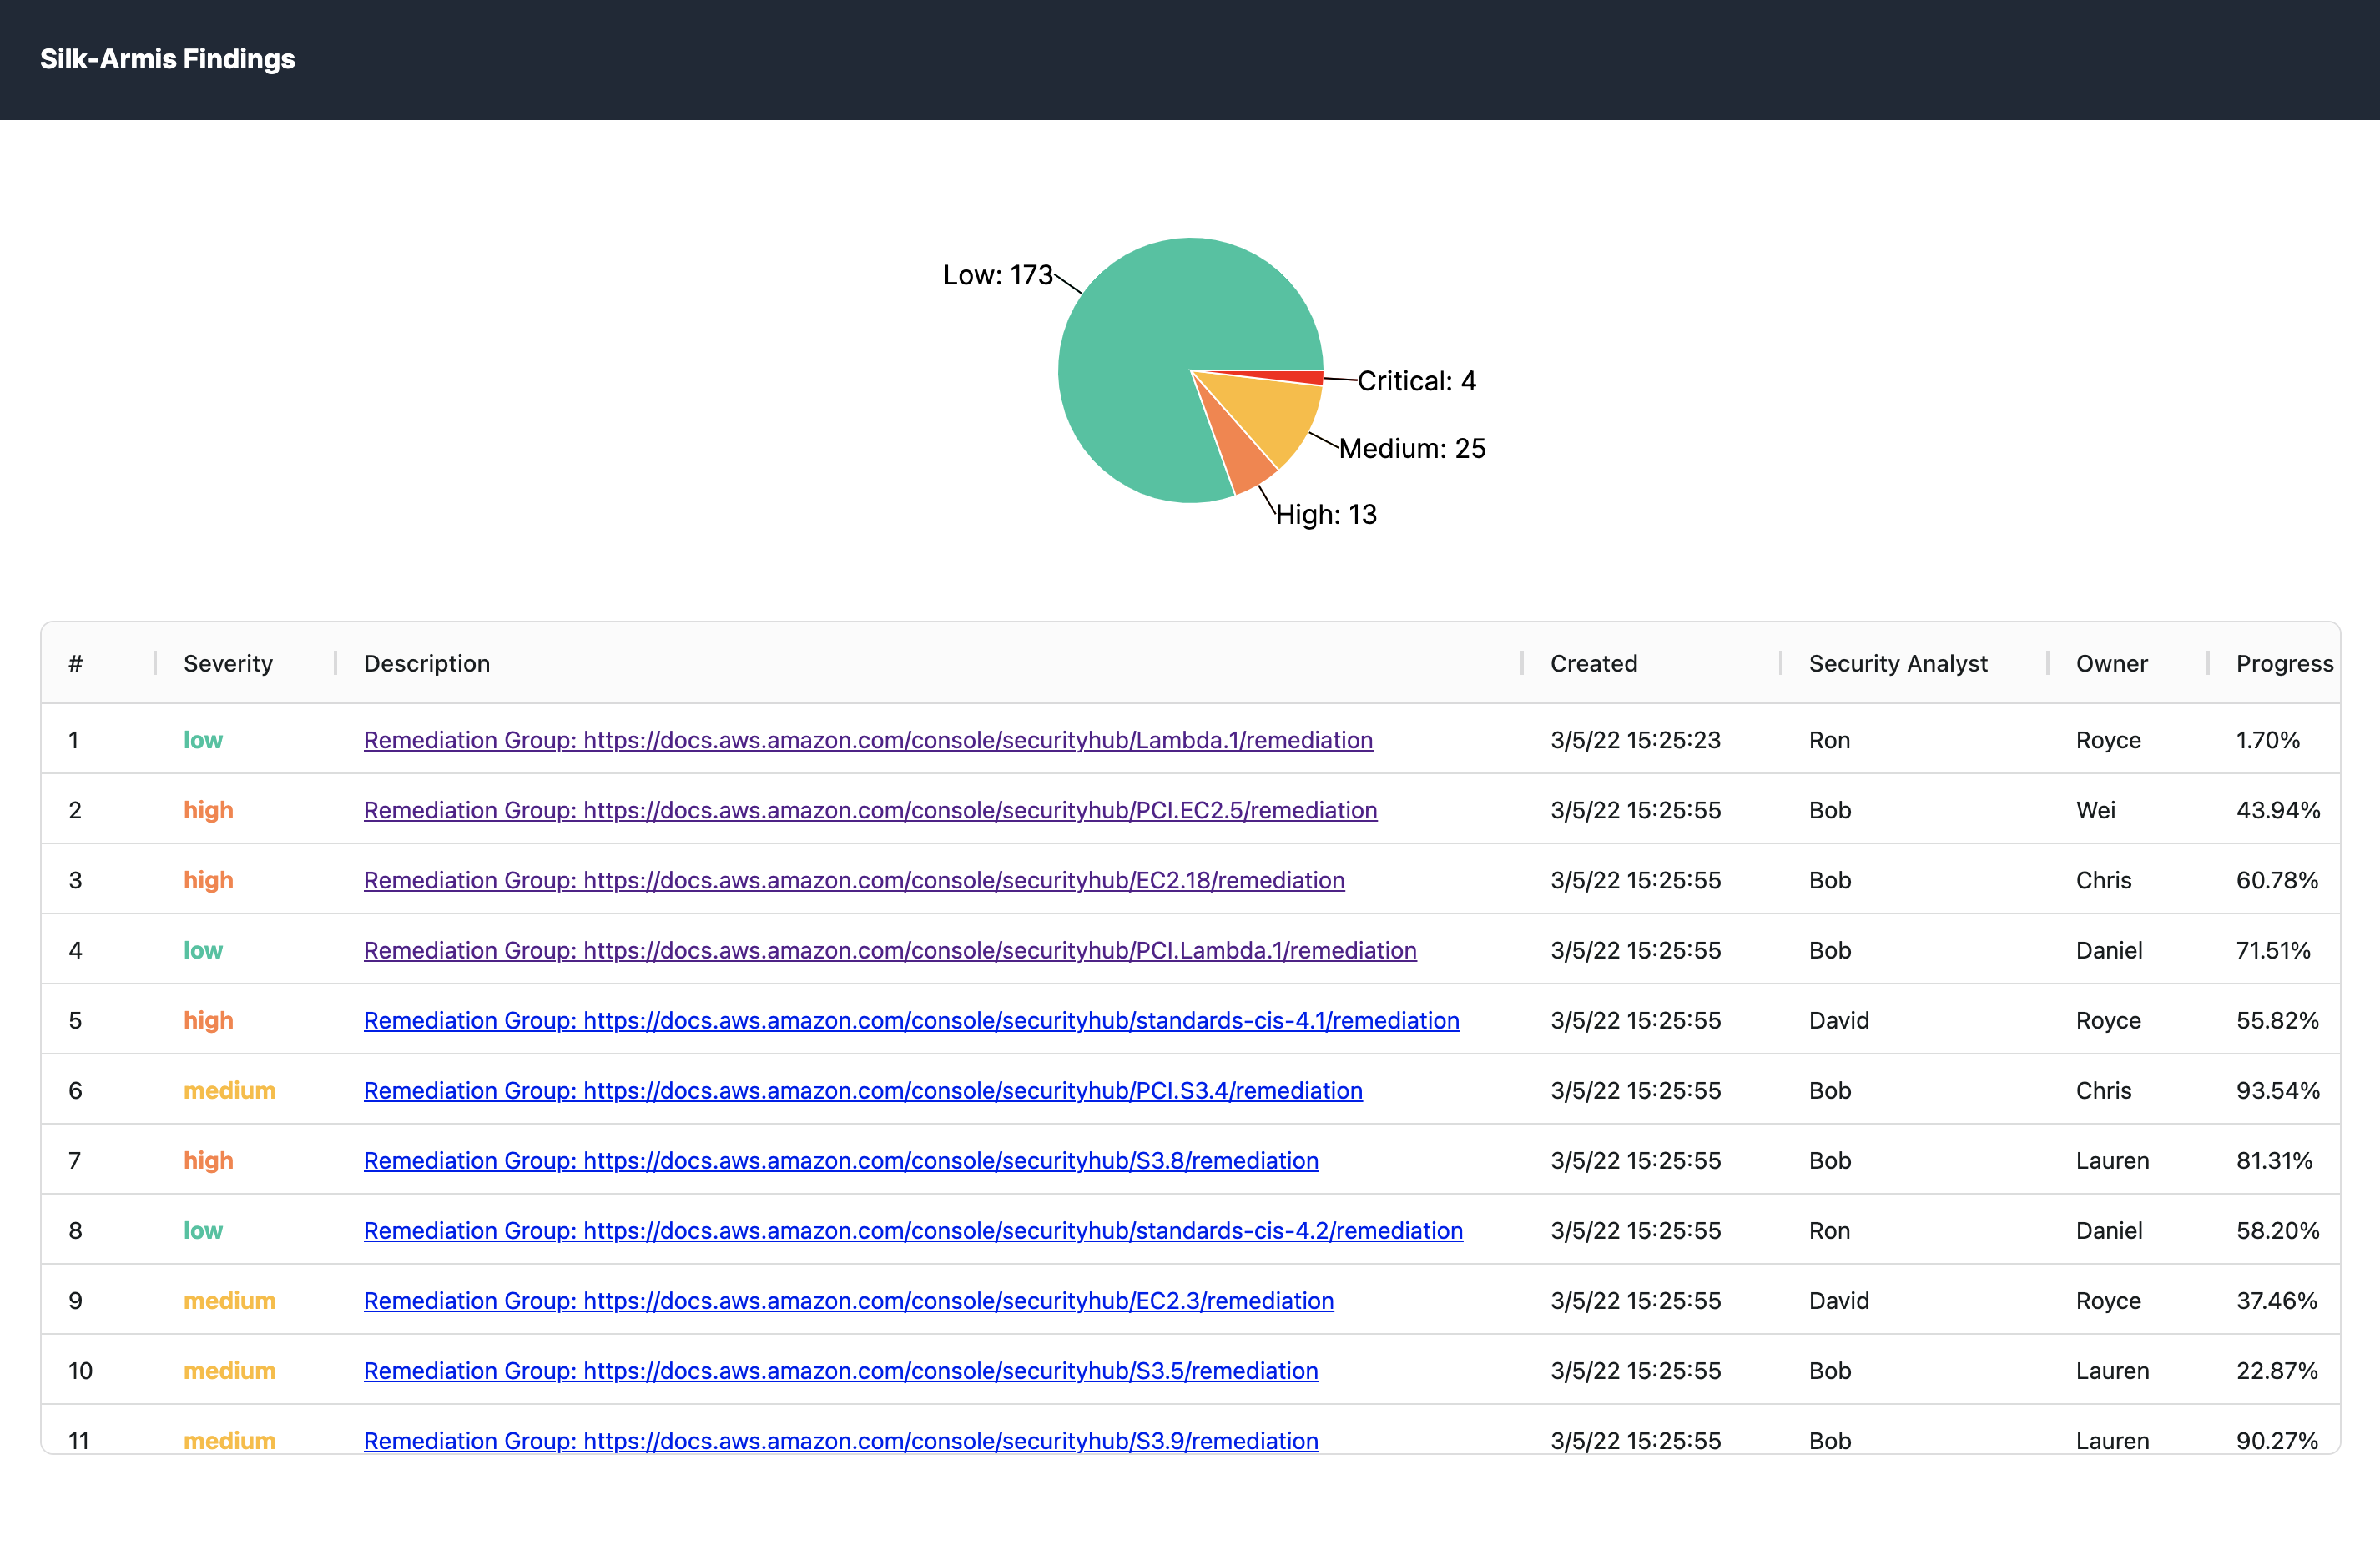 Silk-Armis Findings
Low: 173
Critical: 4
Medium: 25
High: 13
# Severity Description Created Security Analyst Owner Progress
1 low Remediation Group: https://docs.aws.amazon.com/console/securityhub/Lambda.1/remediation 3/5/22 15:25:23 Ron Royce 1.70%
2 high Remediation Group: https://docs.aws.amazon.com/console/securityhub/PCI.EC2.5/remediation 3/5/22 15:25:55 Bob Wei 43.94%
3 high Remediation Group: https://docs.aws.amazon.com/console/securityhub/EC2.18/remediation 3/5/22 15:25:55 Bob Chris 60.78%
4 low Remediation Group: https://docs.aws.amazon.com/console/securityhub/PCI.Lambda.1/remediation 3/5/22 15:25:55 Bob Daniel 71.51%
5 high Remediation Group: https://docs.aws.amazon.com/console/securityhub/standards-cis-4.1/remediation 3/5/22 15:25:55 David Royce 55.82%
6 medium Remediation Group: https://docs.aws.amazon.com/console/securityhub/PCI.S3.4/remediation 3/5/22 15:25:55 Bob Chris 93.54%
7 high Remediation Group: https://docs.aws.amazon.com/console/securityhub/S3.8/remediation 3/5/22 15:25:55 Bob Lauren 81.31%
8 low Remediation Group: https://docs.aws.amazon.com/console/securityhub/standards-cis-4.2/remediation 3/5/22 15:25:55 Ron Daniel 58.20%
9 medium Remediation Group: https://docs.aws.amazon.com/console/securityhub/EC2.3/remediation 3/5/22 15:25:55 David Royce 37.46%
10 medium Remediation Group: https://docs.aws.amazon.com/console/securityhub/S3.5/remediation 3/5/22 15:25:55 Bob Lauren 22.87%
11 medium Remediation Group: https://docs.aws.amazon.com/console/securityhub/S3.9/remediation 3/5/22 15:25:55 Bob Lauren 90.27%